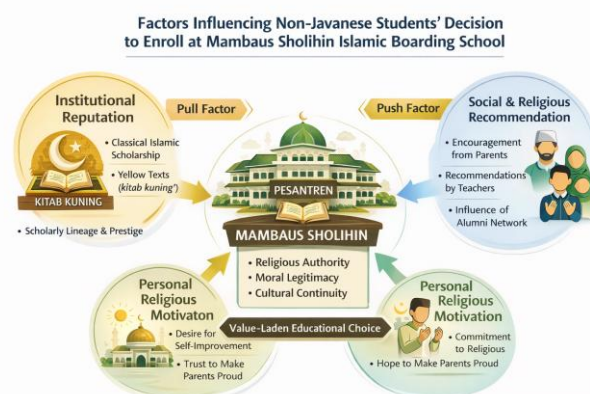 Factors Influencing Non-Javanese Students' Decision
to Enroll at Mambaus Sholihin Islamic Boarding School
Institutional
Reputation
• Classical Islamic
Scholarship
• Yellow Texts
(kitab kuning')
KITAB KUNING
• Scholarly Lineage & Prestige
Pull Factor
Push Factor
Social & Religious
Recommendation
• Encouragement
from Parents
• Recommendations
by Teachers
• Influence of
Alumni Network
PESANTREN
MAMBAUS SHOLIHIN
• Religious Authority
• Moral Legitimacy
• Cultural Continuity
Personal
Religious
Motivaton
• Desire for
Self-Improvement
• Trust to Make
Parents Proud
Value-Laden Educational Choice
Personal
Religious
Motivation
• Commitment
to Religious
• Hope to Make Parents Proud